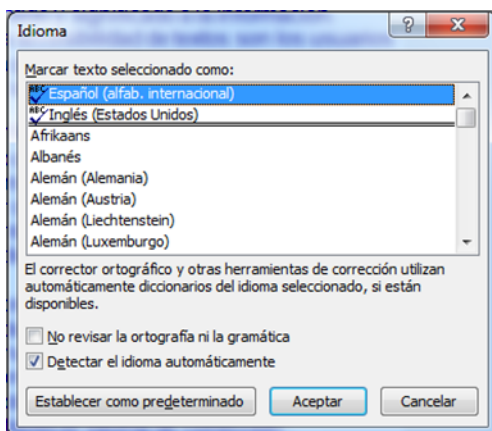 Idioma
Marcar texto seleccionado como:
ABC Español (alfab. internacional)
ABC Inglés (Estados Unidos)
Afrikaans
Albanés
Alemán (Alemania)
Alemán (Austria)
Alemán (Liechtenstein)
Alemán (Luxemburgo)
El corrector ortográfico y otras herramientas de corrección utilizan
automáticamente diccionarios del idioma seleccionado, si están
disponibles.
No revisar la ortografía ni la gramática
Detectar el idioma automáticamente
Establecer como predeterminado Aceptar Cancelar